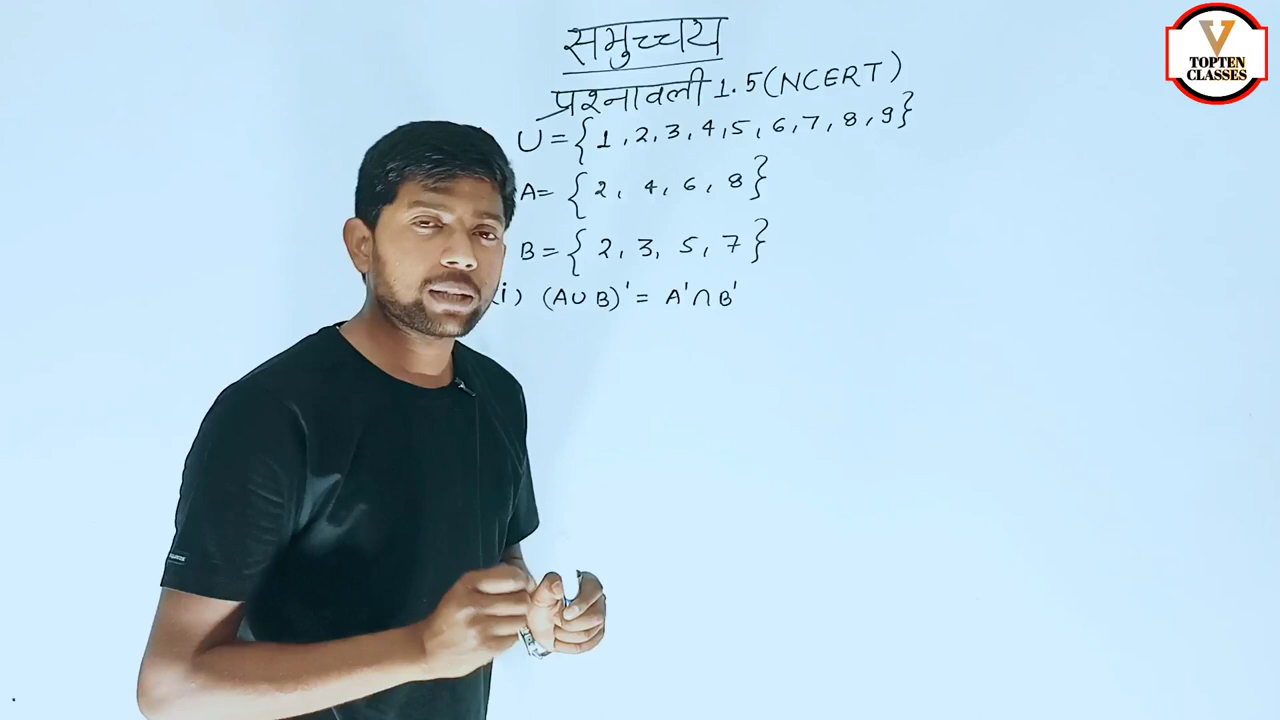 समुच्चय
प्रश्नावली 1.5 (NCERT)
U = {1, 2, 3, 4, 5, 6, 7, 8, 9}
A = {2, 4, 6, 8}
B = {2, 3, 5, 7}
(i) (A∪B)' = A'∩B'
V
TOPTEN
CLASSES